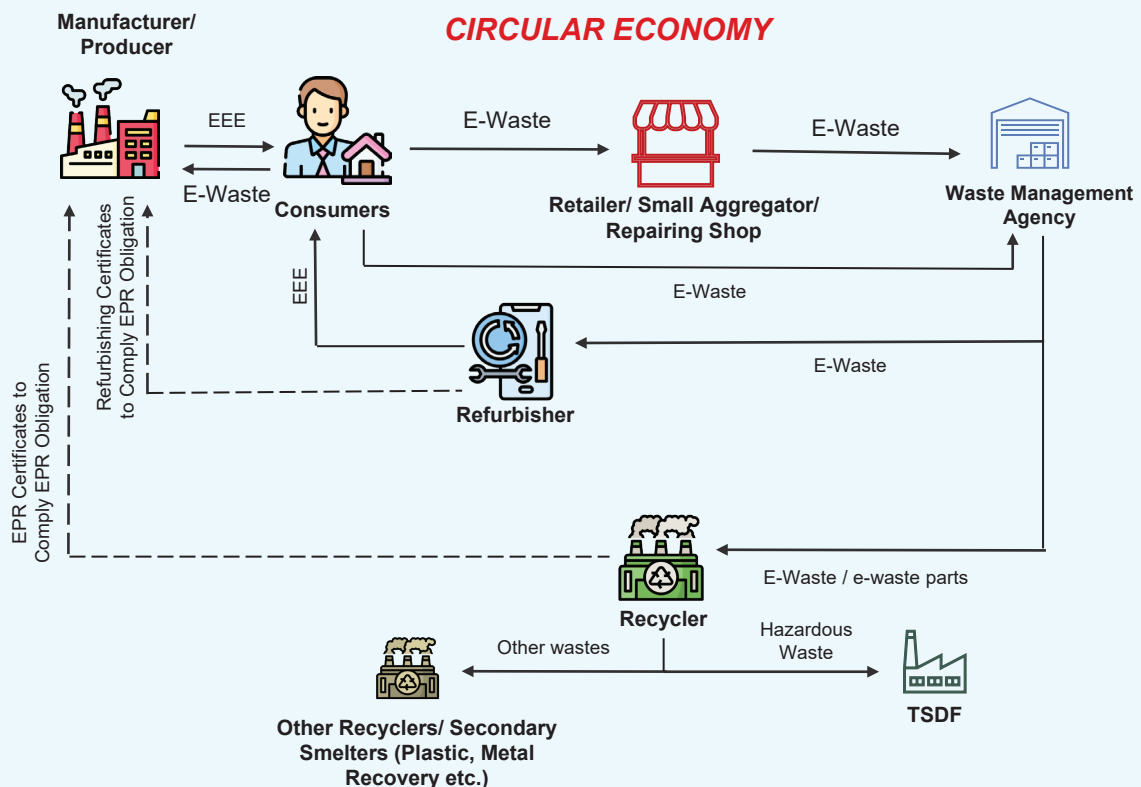 Manufacturer/
Producer
CIRCULAR ECONOMY
EEE
E-Waste
E-Waste
E-Waste
Consumers
Retailer/ Small Aggregator/
Repairing Shop
Waste Management
Agency
E-Waste
EEE
Refurbishing Certificates
to Comply EPR Obligation
E-Waste
Refurbisher
EPR Certificates to
Comply EPR Obligation
E-Waste / e-waste parts
Recycler
Other wastes
Hazardous
Waste
TSDF
Other Recyclers/ Secondary
Smelters (Plastic, Metal
Recovery etc.)